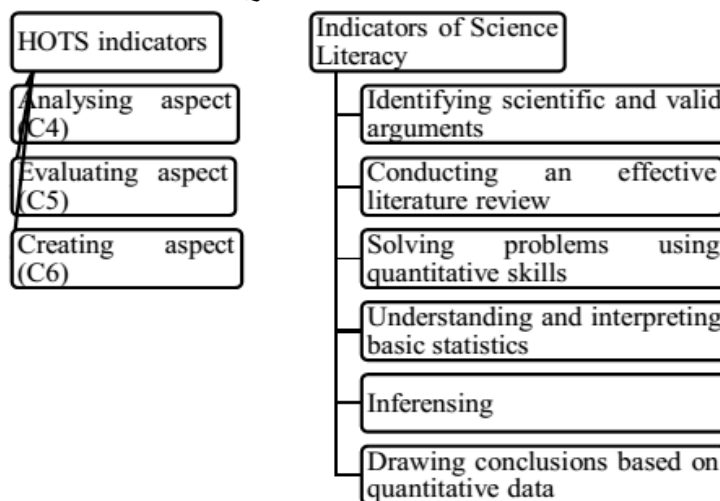 HOTS indicators
Analysing aspect
(C4)
Evaluating aspect
(C5)
Creating aspect
(C6)
Indicators of Science
Literacy
Identifying scientific and valid
arguments
Conducting an effective
literature review
Solving problems using
quantitative skills
Understanding and interpreting
basic statistics
Inferensing
Drawing conclusions based on
quantitative data